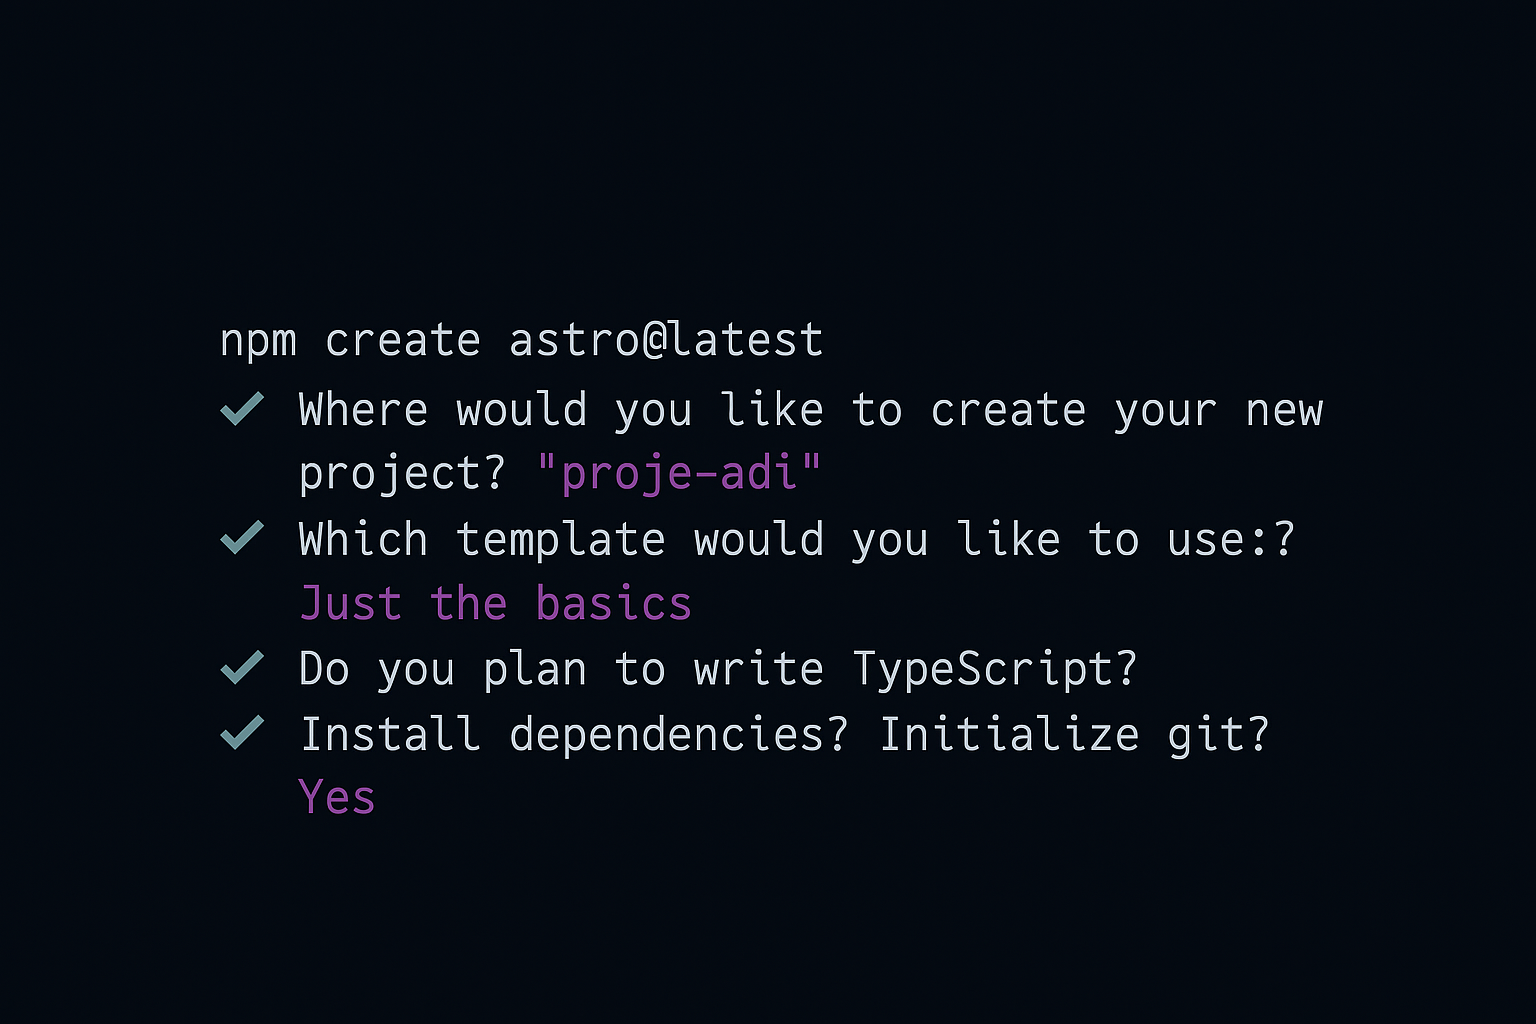 npm create astro@latest
✔ Where would you like to create your new
project? "proje-adi"
✔ Which template would you like to use:?
Just the basics
✔ Do you plan to write TypeScript?
✔ Install dependencies? Initialize git?
Yes